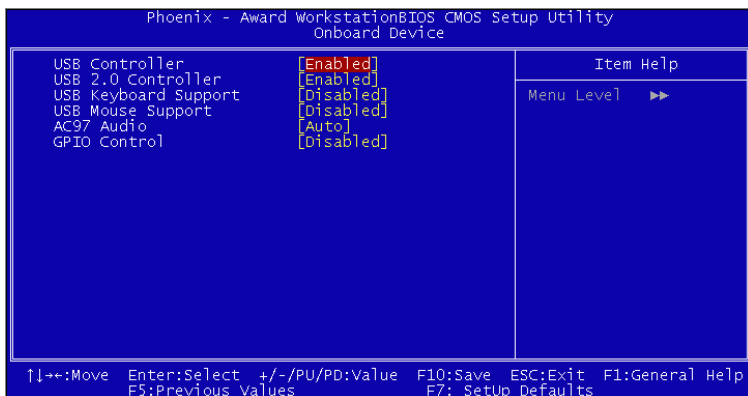 Phoenix - Award WorkstationBIOS CMOS Setup Utility
Onboard Device
USB Controller [Enabled]
USB 2.0 Controller [Enabled]
USB Keyboard Support [Disabled]
USB Mouse Support [Disabled]
AC97 Audio [Auto]
GPIO Control [Disabled]
Item Help
Menu Level ▶▶
↑↓→←:Move Enter:Select +/-/PU/PD:Value F10:Save ESC:Exit F1:General Help
F5:Previous Values F7: SetUp Defaults